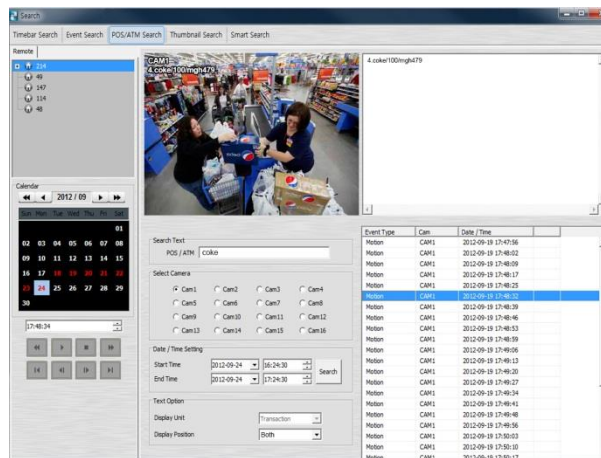 Search
Timebar Search Event Search POS/ATM Search Thumbnail Search Smart Search
Remote
214
49
147
114
48
CAM1
4.coke/100/mgh479
4.coke/100/mgh479
Calendar
2012 / 09
Sun Mon Tue Wed Thu Fri Sat
01
02 03 04 05 06 07 08
09 10 11 12 13 14 15
16 17 18 19 20 21 22
23 24 25 26 27 28 29
30
17:48:34
Search Text
POS / ATM coke
Select Camera
Cam1 Cam2 Cam3 Cam4
Cam5 Cam6 Cam7 Cam8
Cam9 Cam10 Cam11 Cam12
Cam13 Cam14 Cam15 Cam16
Date / Time Setting
Start Time 2012-09-24 16:24:30
End Time 2012-09-24 17:24:30
Search
Text Option
Display Unit Transaction
Display Position Both
Event Type Cam Date / Time
Motion CAM1 2012-09-19 17:47:56
Motion CAM1 2012-09-19 17:48:02
Motion CAM1 2012-09-19 17:48:09
Motion CAM1 2012-09-19 17:48:17
Motion CAM1 2012-09-19 17:48:25
Motion CAM1 2012-09-19 17:48:32
Motion CAM1 2012-09-19 17:48:39
Motion CAM1 2012-09-19 17:48:46
Motion CAM1 2012-09-19 17:48:53
Motion CAM1 2012-09-19 17:48:59
Motion CAM1 2012-09-19 17:49:06
Motion CAM1 2012-09-19 17:49:13
Motion CAM1 2012-09-19 17:49:20
Motion CAM1 2012-09-19 17:49:27
Motion CAM1 2012-09-19 17:49:34
Motion CAM1 2012-09-19 17:49:41
Motion CAM1 2012-09-19 17:49:48
Motion CAM1 2012-09-19 17:49:56
Motion CAM1 2012-09-19 17:50:03
Motion CAM1 2012-09-19 17:50:10
Motion CAM1 2012-09-19 17:50:17